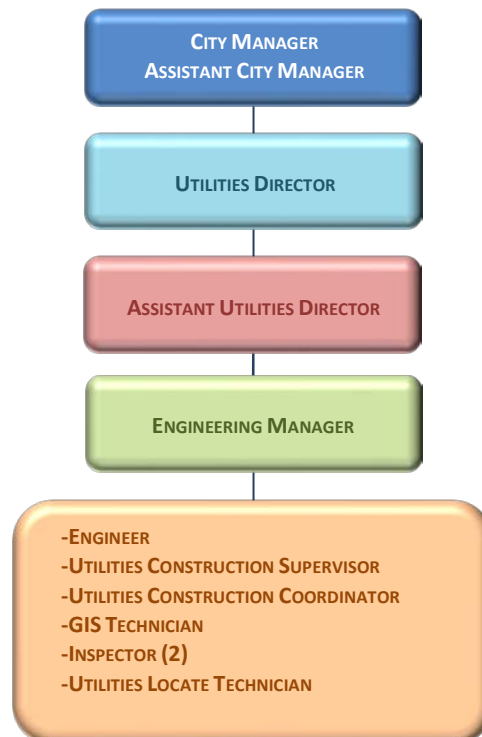 City Manager
Assistant City Manager
Utilities Director
Assistant Utilities Director
Engineering Manager
-Engineer
-Utilities Construction Supervisor
-Utilities Construction Coordinator
-GIS Technician
-Inspector (2)
-Utilities Locate Technician